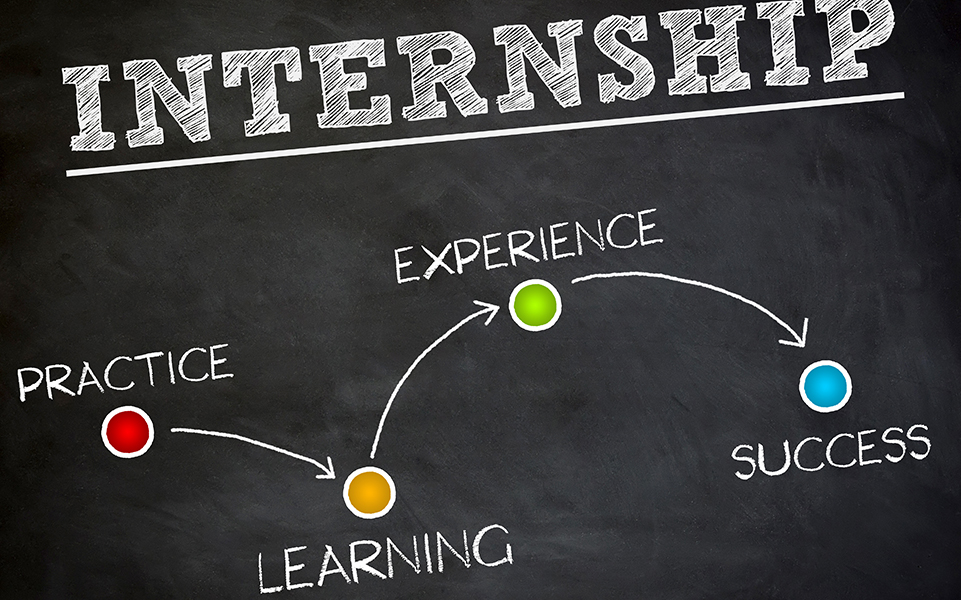 INTERNSHIP
PRACTICE
LEARNING
EXPERIENCE
SUCCESS